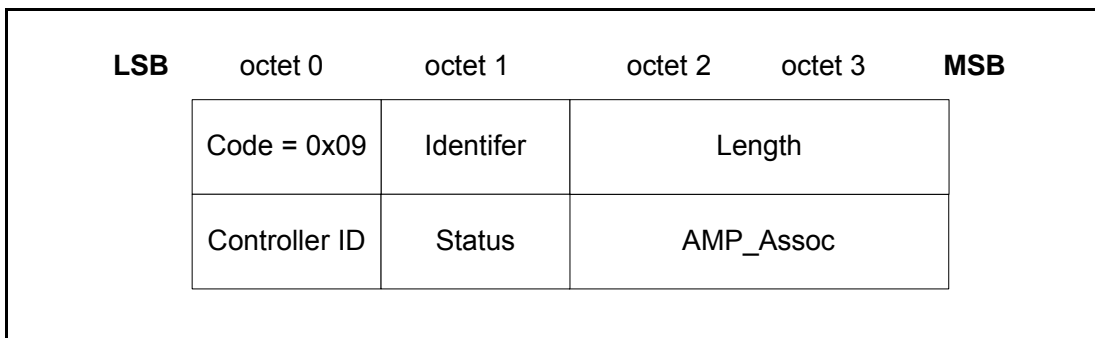 LSB octet 0 octet 1 octet 2 octet 3 MSB
Code = 0x09 Identifer Length
Controller ID Status AMP_Assoc